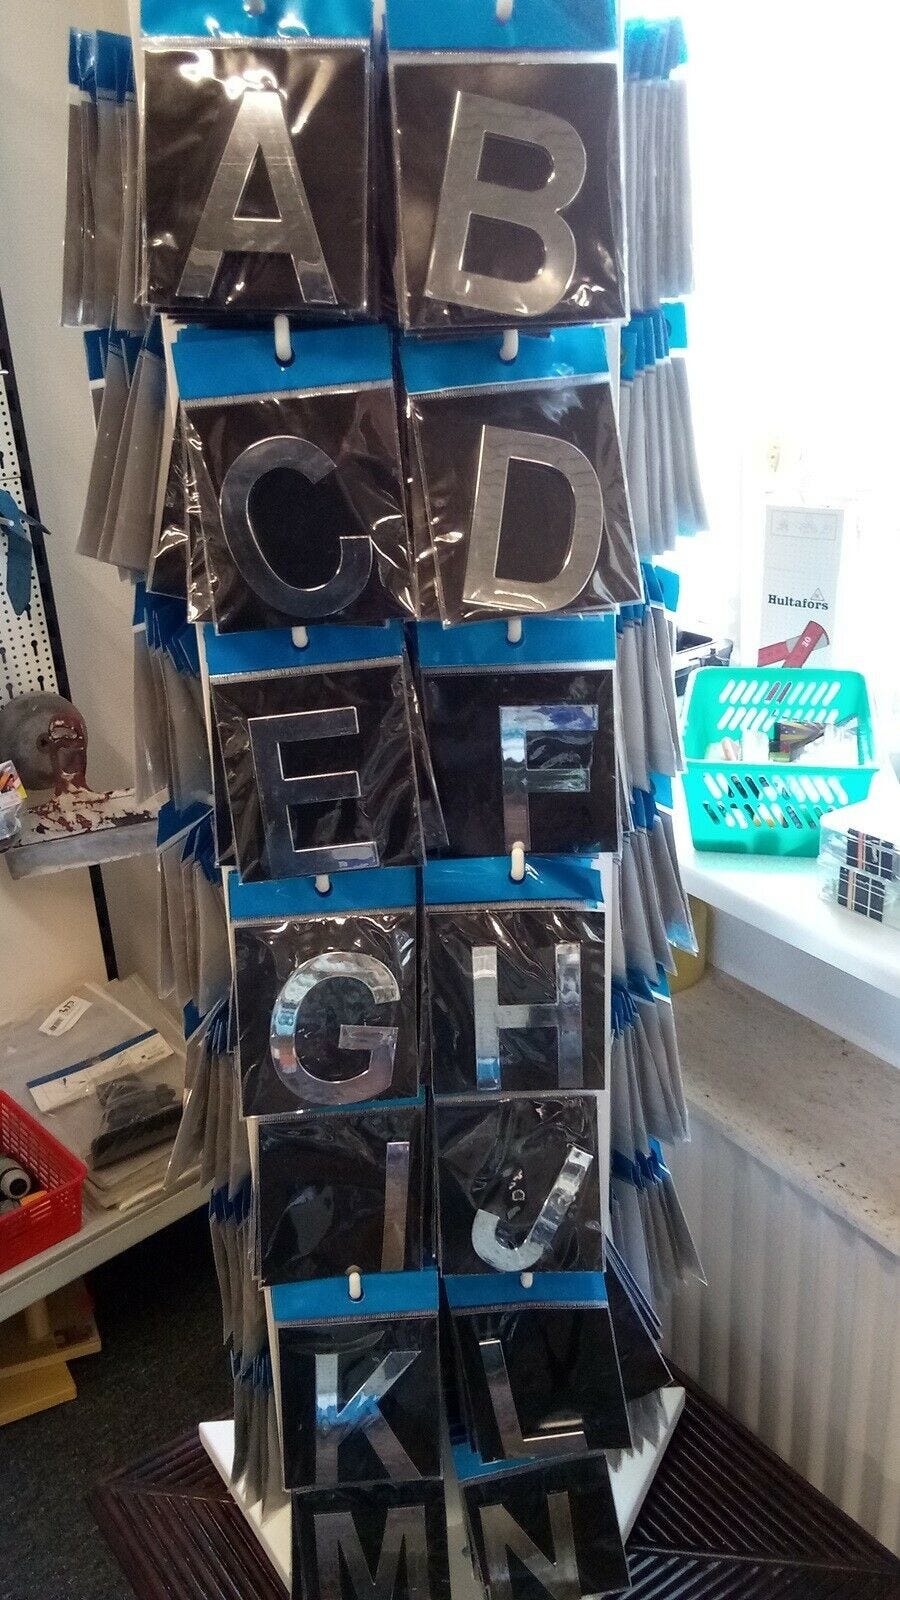 A B
C D
E F
G H
I J
K L
M N
Hultafors